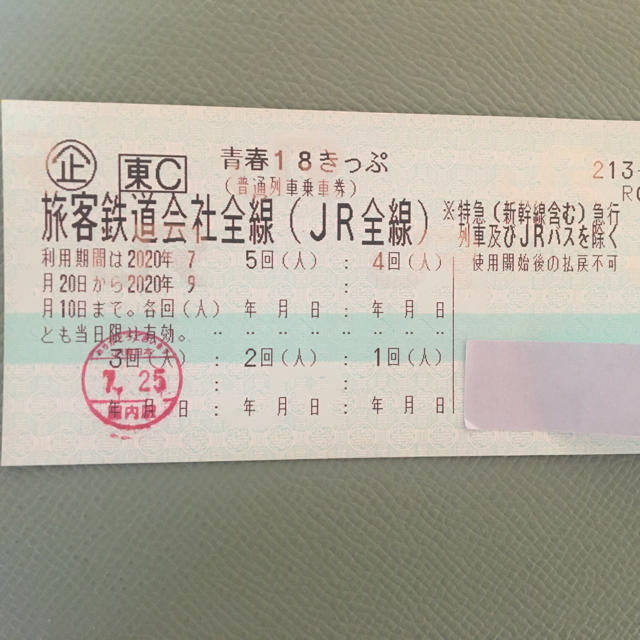 企 東C 青春18きっぷ 213-
(普通列車乗車券) R
旅客鉄道会社全線(JR全線) ※特急(新幹線含む)急行
列車及びJRバスを除く
利用期間は2020年7 5回(人) : 4回(人) 使用開始後の払戻不可
月20日から2020年9 : :
月10日まで。各回(人) 年 月 日 年 月 日
とも当日限り有効。
3回(人) : 2回(人) : 1回(人)
7.25
車内 年 月 日 年 月 日 年 月 日